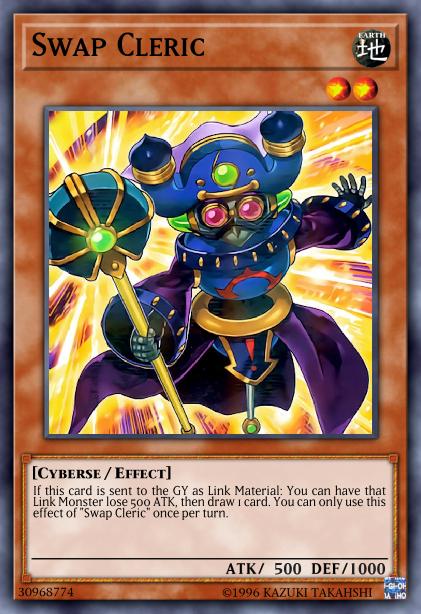 SWAP CLERIC
EARTH
地
[CYBERSE / EFFECT]
If this card is sent to the GY as Link Material: You can have that
Link Monster lose 500 ATK, then draw 1 card. You can only use this
effect of "Swap Cleric" once per turn.
ATK/ 500 DEF/1000
30968774
©1996 KAZUKI TAKAHSHI